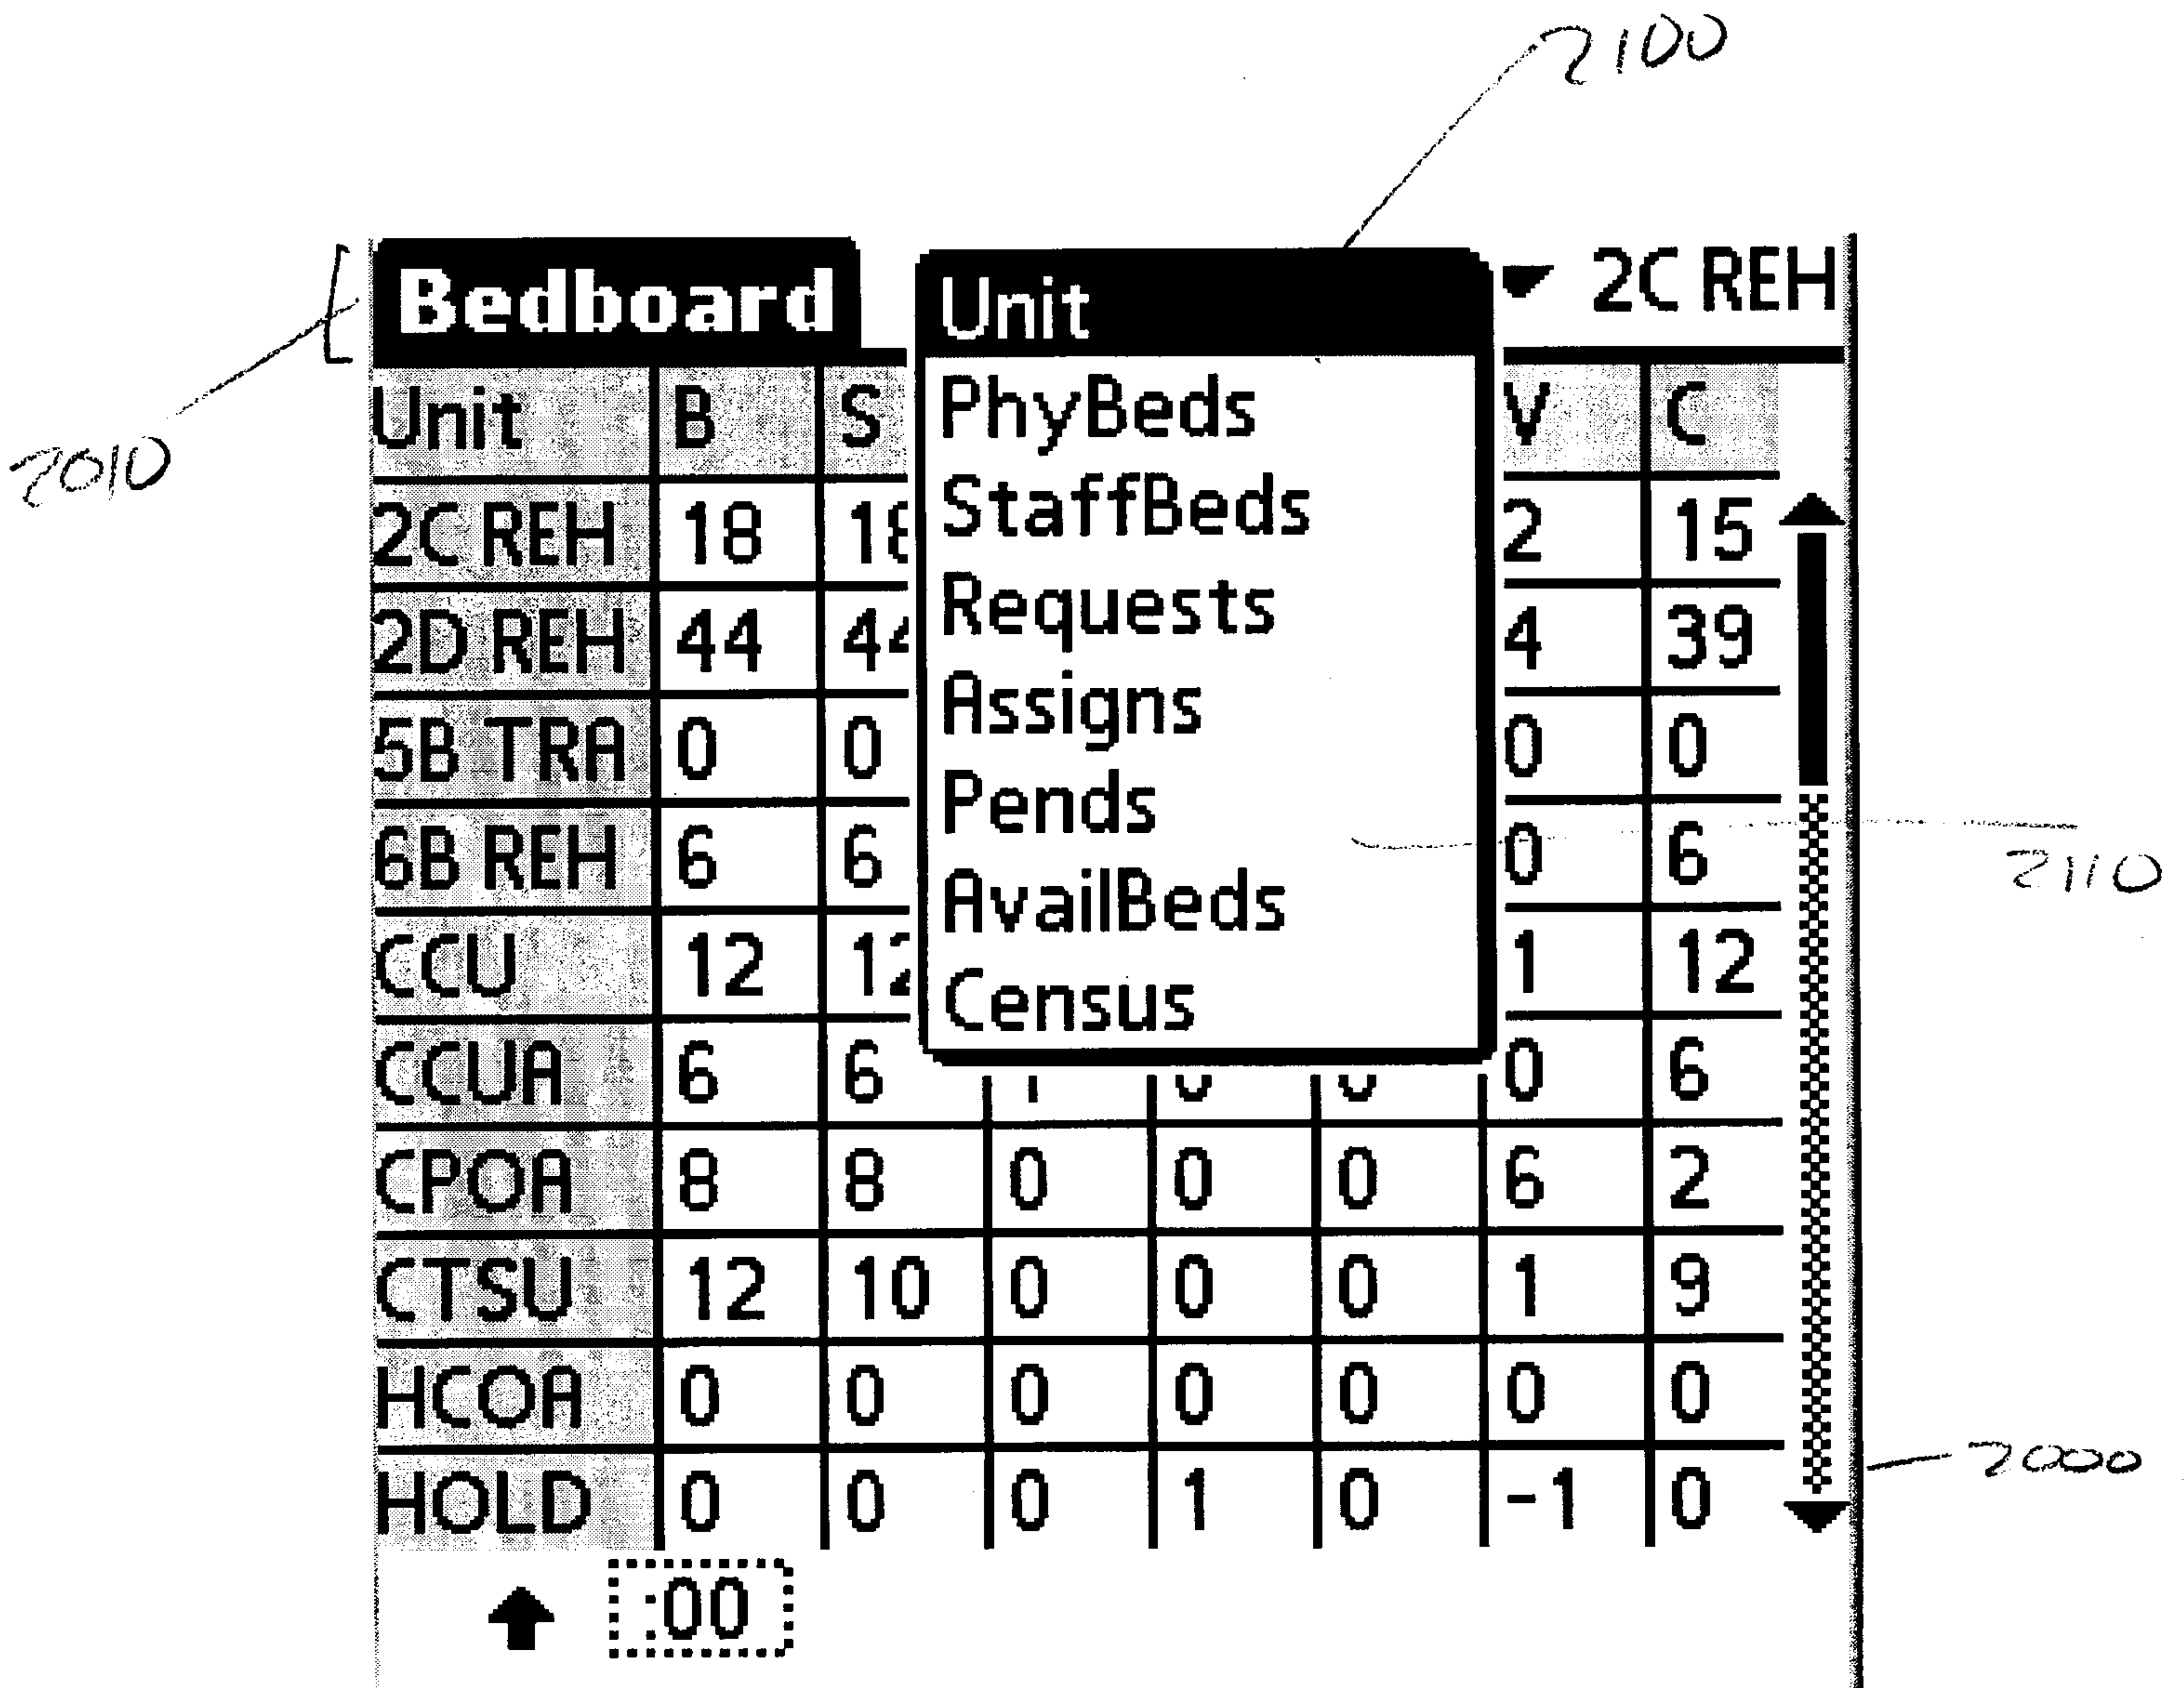 2100
Bedboard Unit 2C REH
2010
Unit B S PhyBeds V C
2C REH 18 StaffBeds 2 15
2D REH 44 Requests 4 39
5B TRA 0 0 Assigns 0 0
6B REH 6 6 Pends 0 6
2110
CCU 12 AvailBeds 1 12
Census
CCUA 6 6 0 6
CPOA 8 8 0 0 0 6 2
CTSU 12 10 0 0 0 1 9
HCOA 0 0 0 0 0 0 0
2000
HOLD 0 0 0 1 0 -1 0
:00